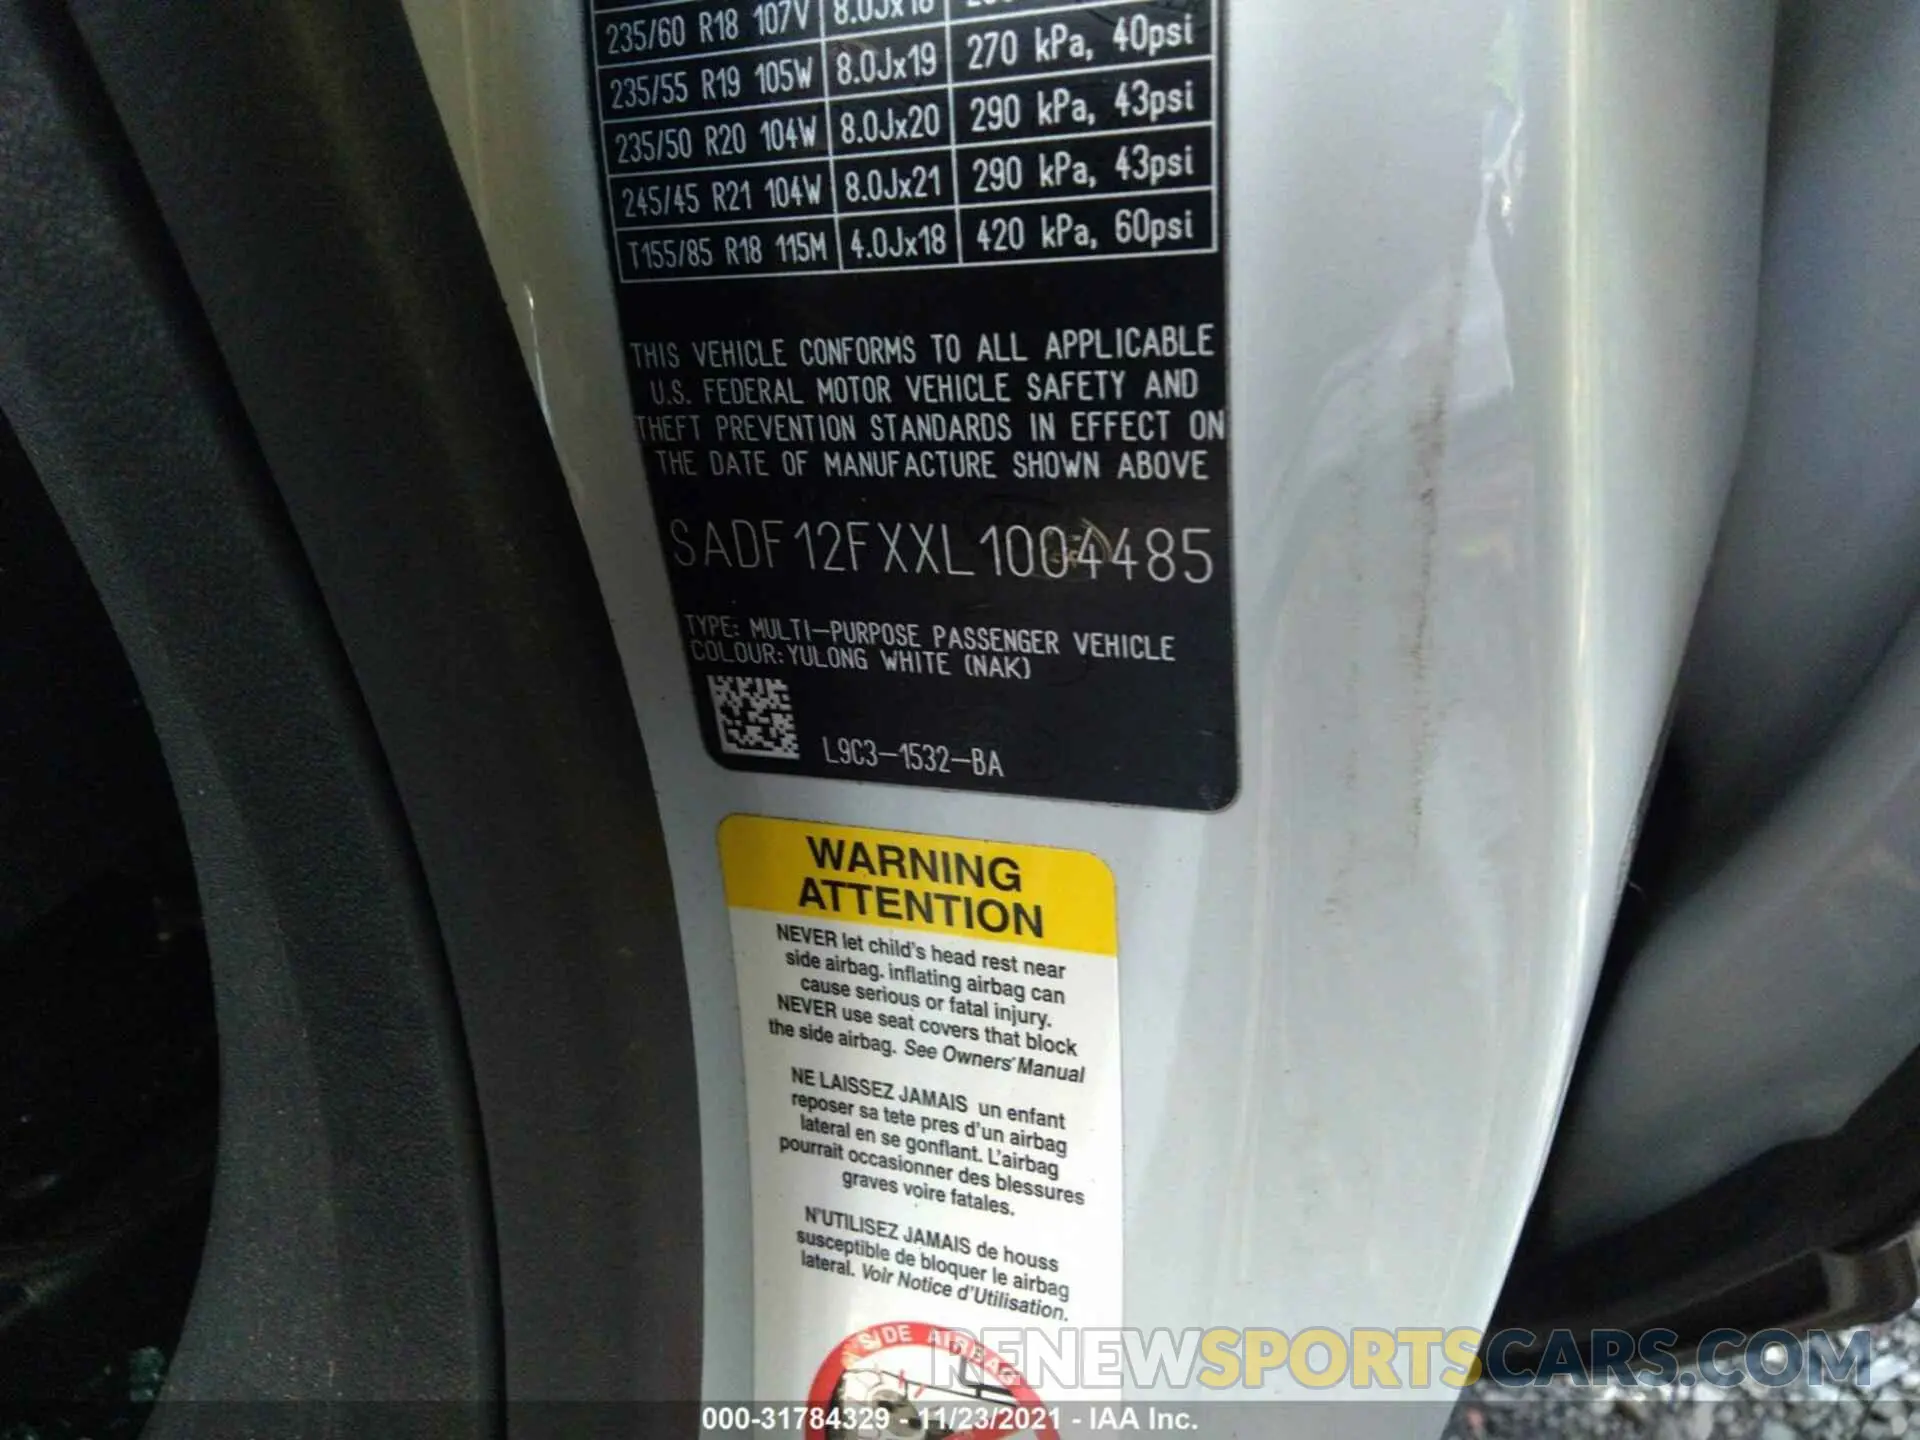 235/60 R18 107V 8.0Jx18
235/55 R19 105W 8.0Jx19 270 kPa, 40psi
235/50 R20 104W 8.0Jx20 290 kPa, 43psi
245/45 R21 104W 8.0Jx21 290 kPa, 43psi
T155/85 R18 115M 4.0Jx18 420 kPa, 60psi
THIS VEHICLE CONFORMS TO ALL APPLICABLE
U.S. FEDERAL MOTOR VEHICLE SAFETY AND
THEFT PREVENTION STANDARDS IN EFFECT ON
THE DATE OF MANUFACTURE SHOWN ABOVE
SADF12FXXL1004485
TYPE: MULTI-PURPOSE PASSENGER VEHICLE
COLOUR:YULONG WHITE (NAK)
L9C3-1532-BA
WARNING
ATTENTION
NEVER let child's head rest near
side airbag. inflating airbag can
cause serious or fatal injury.
NEVER use seat covers that block
the side airbag. See Owners' Manual
NE LAISSEZ JAMAIS un enfant
reposer sa tete pres d'un airbag
lateral en se gonflant. L'airbag
pourrait occasionner des blessures
graves voire fatales.
N'UTILISEZ JAMAIS de houss
susceptible de bloquer le airbag
lateral. Voir Notice d'Utilisation.
SIDE AIRBAG
RENEWSPORTSCARS.COM
000-31784329 - 11/23/2021 - IAA Inc.